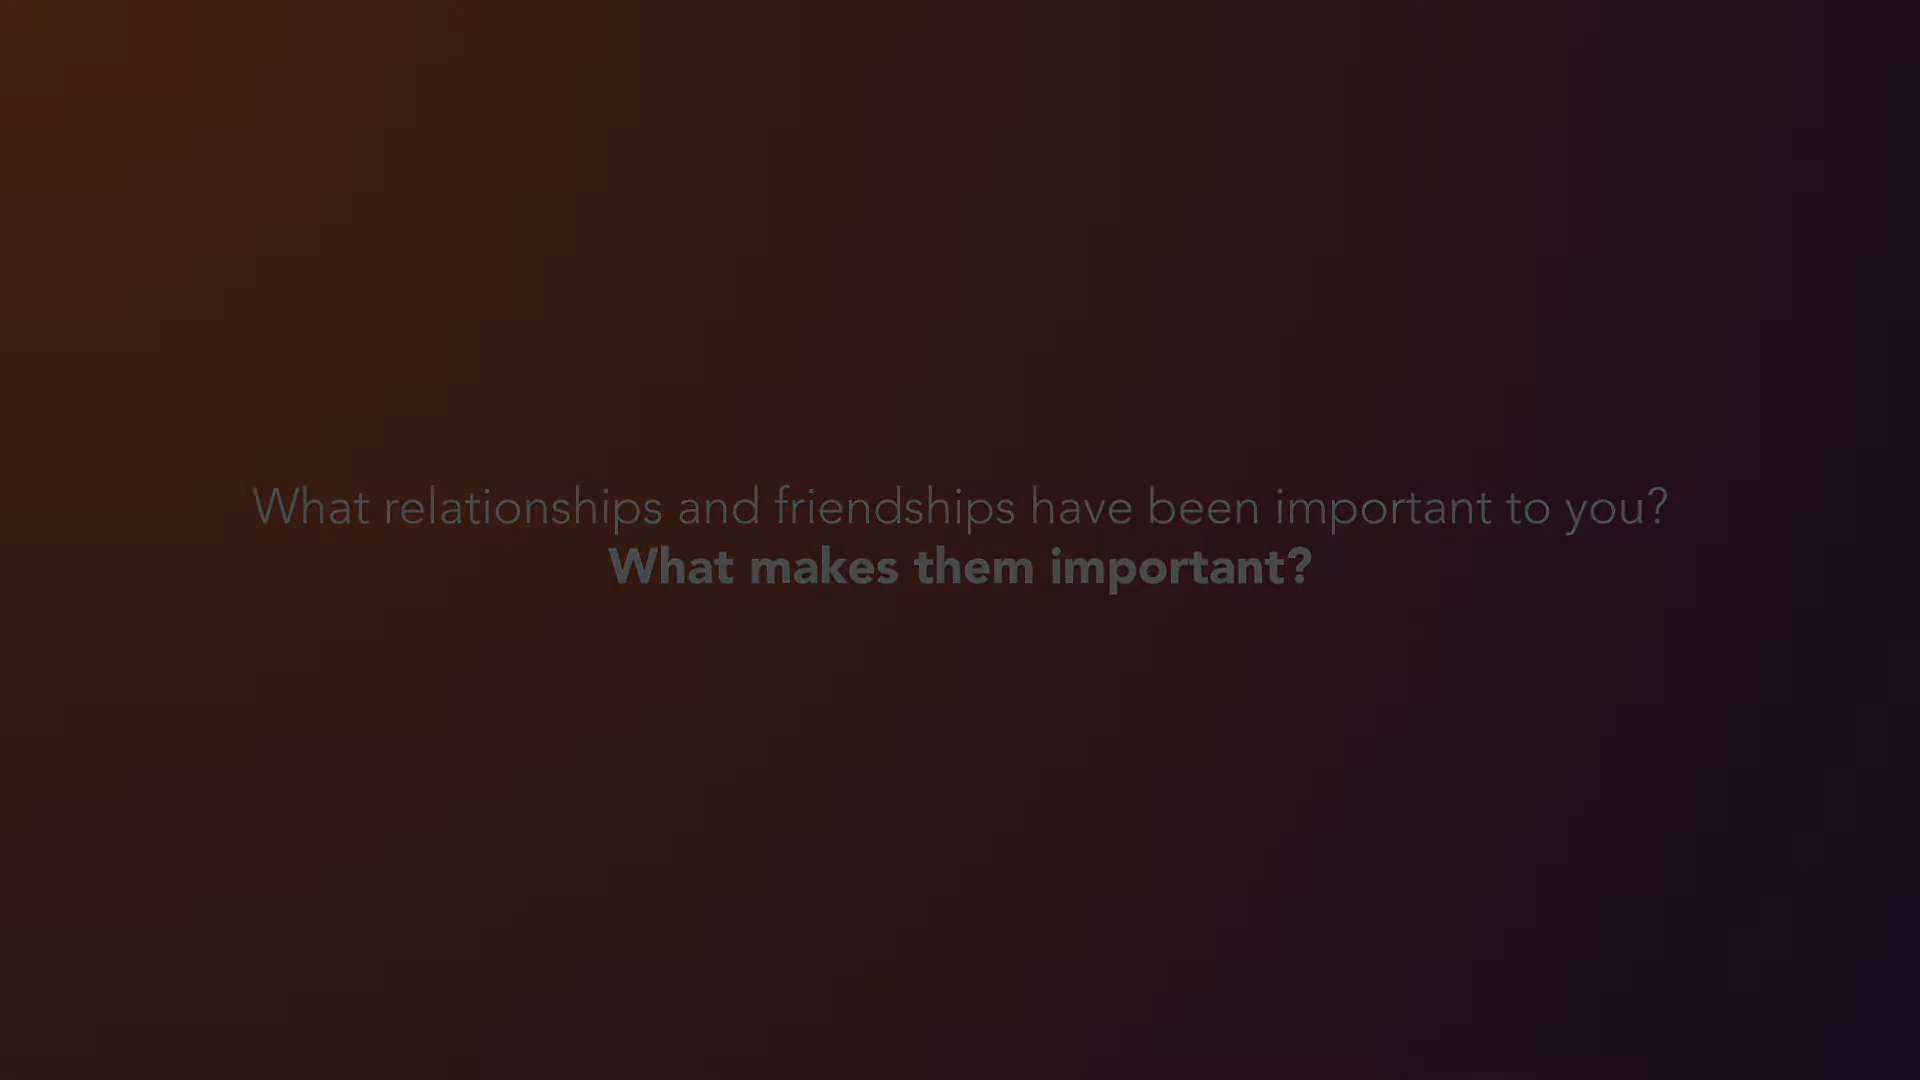 What relationships and friendships have been important to you?
What makes them important?